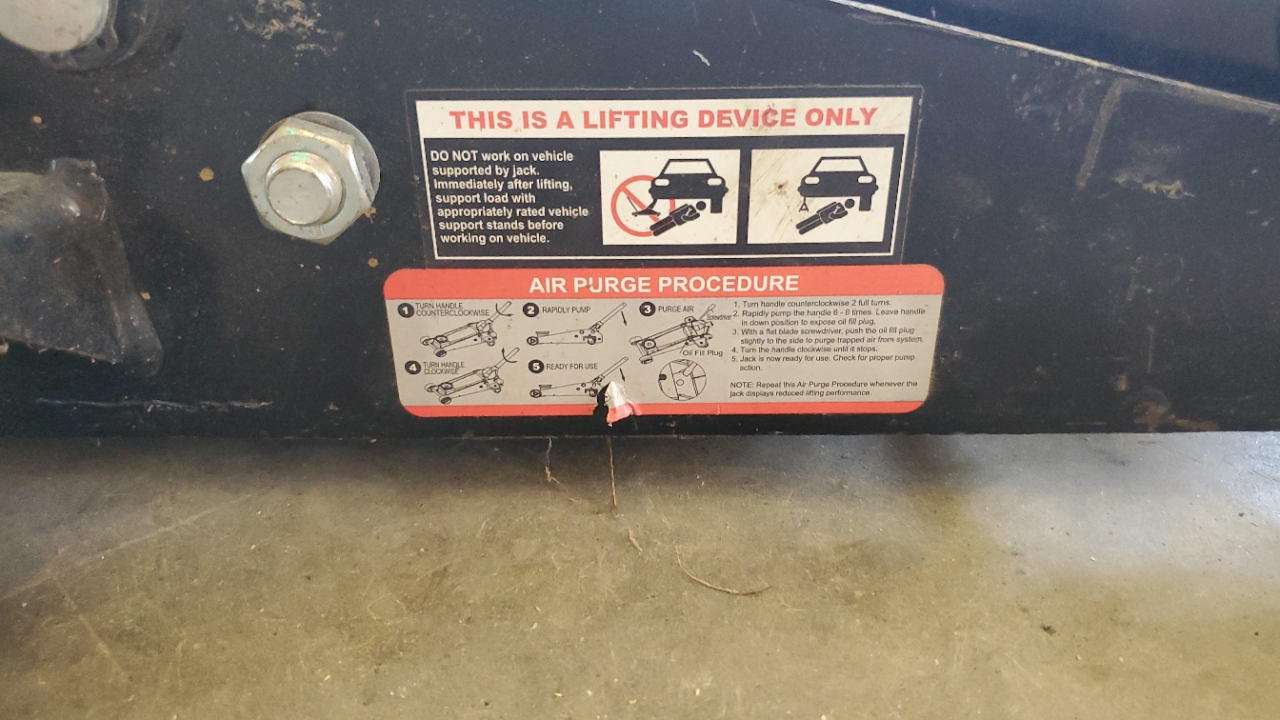 THIS IS A LIFTING DEVICE ONLY
DO NOT work on vehicle
supported by jack.
Immediately after lifting,
support load with
appropriately rated vehicle
support stands before
working on vehicle.
AIR PURGE PROCEDURE
1 TURN HANDLE
COUNTERCLOCKWISE
2 RAPIDLY PUMP
3 PURGE AIR
Screwdriver
Oil Fill Plug
4 TURN HANDLE
CLOCKWISE
5 READY FOR USE
1. Turn handle counterclockwise 2 full turns.
2. Rapidly pump the handle 6 - 8 times. Leave handle
in down position to expose oil fill plug.
3. With a flat blade screwdriver, push the oil fill plug
slightly to the side to purge trapped air from system.
4. Turn the handle clockwise until it stops.
5. Jack is now ready for use. Check for proper pump
action.
NOTE: Repeat this Air Purge Procedure whenever the
jack displays reduced lifting performance.